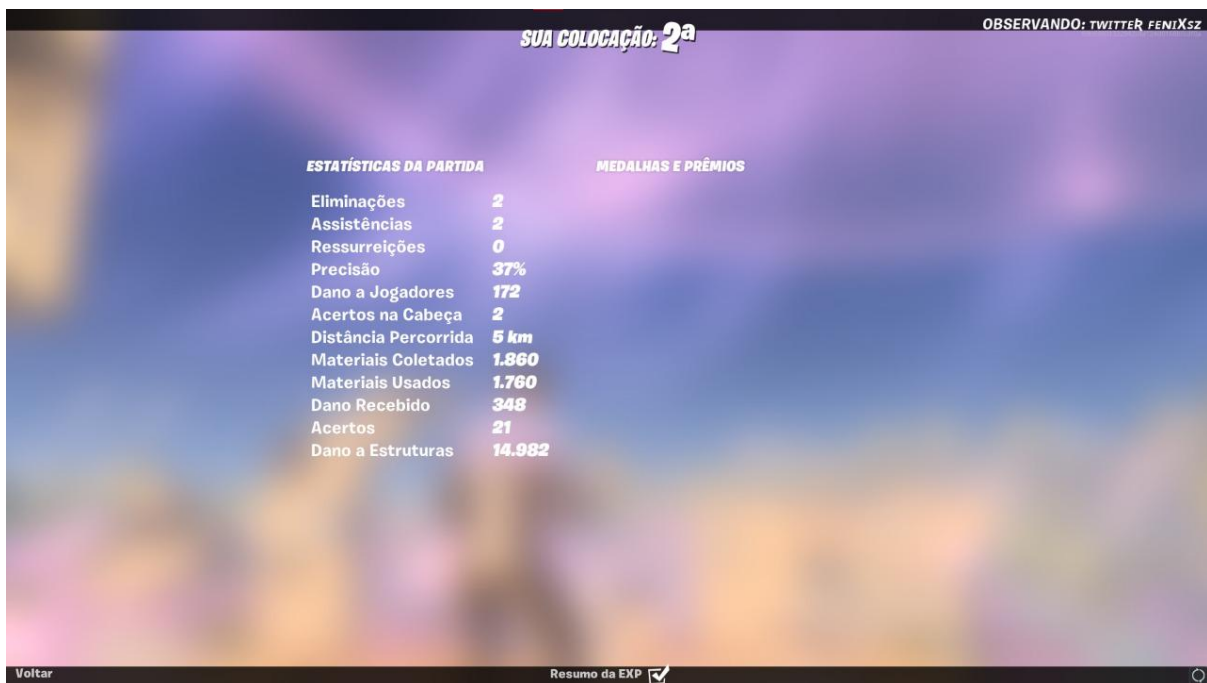 OBSERVANDO: TWITTER FENIXSZ
SUA COLOCAÇÃO: 2ª
ESTATÍSTICAS DA PARTIDA
Eliminações 2
Assistências 2
Ressurreições 0
Precisão 37%
Dano a Jogadores 172
Acertos na Cabeça 2
Distância Percorrida 5 km
Materiais Coletados 1.860
Materiais Usados 1.760
Dano Recebido 348
Acertos 21
Dano a Estruturas 14.982
MEDALHAS E PRÊMIOS
Voltar
Resumo da EXP